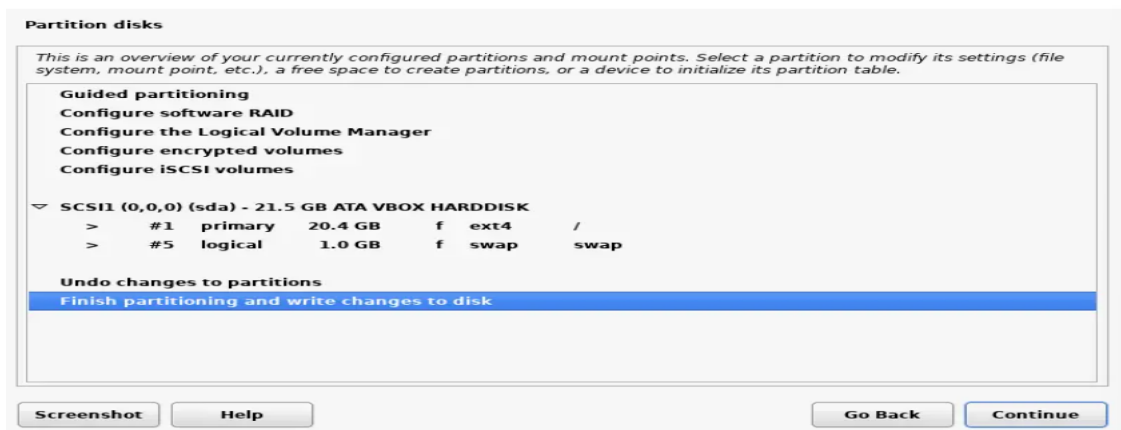 Partition disks
This is an overview of your currently configured partitions and mount points. Select a partition to modify its settings (file
system, mount point, etc.), a free space to create partitions, or a device to initialize its partition table.
Guided partitioning
Configure software RAID
Configure the Logical Volume Manager
Configure encrypted volumes
Configure iSCSI volumes
SCSI1 (0,0,0) (sda) - 21.5 GB ATA VBOX HARDDISK
> #1 primary 20.4 GB f ext4 /
> #5 logical 1.0 GB f swap swap
Undo changes to partitions
Finish partitioning and write changes to disk
Screenshot Help Go Back Continue